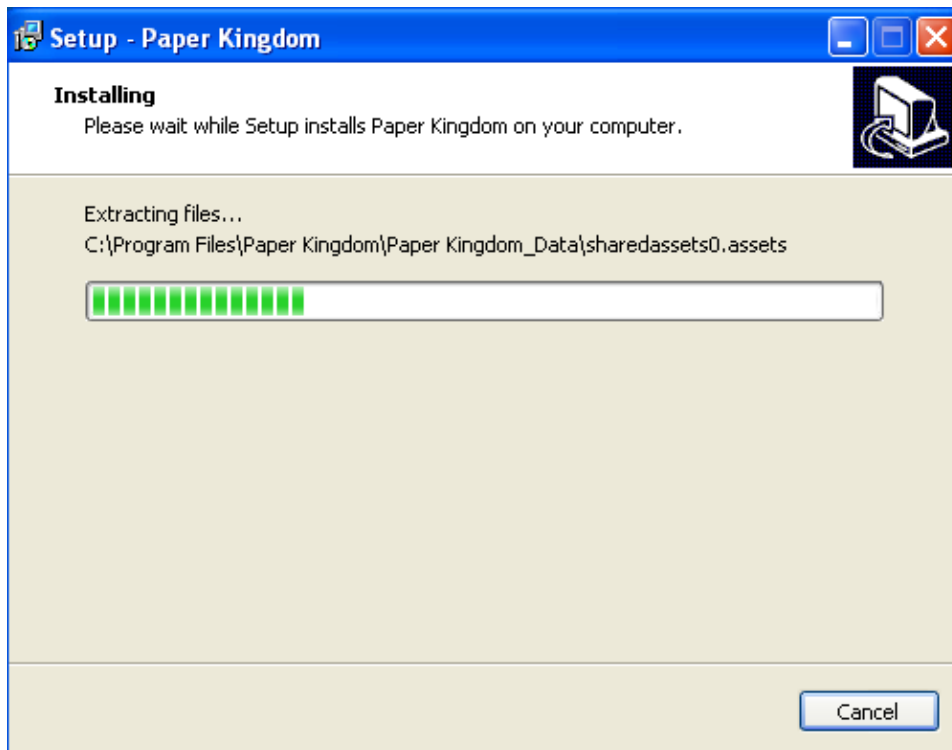 Setup - Paper Kingdom
Installing
Please wait while Setup installs Paper Kingdom on your computer.
Extracting files...
C:\Program Files\Paper Kingdom\Paper Kingdom_Data\sharedassets0.assets
Cancel